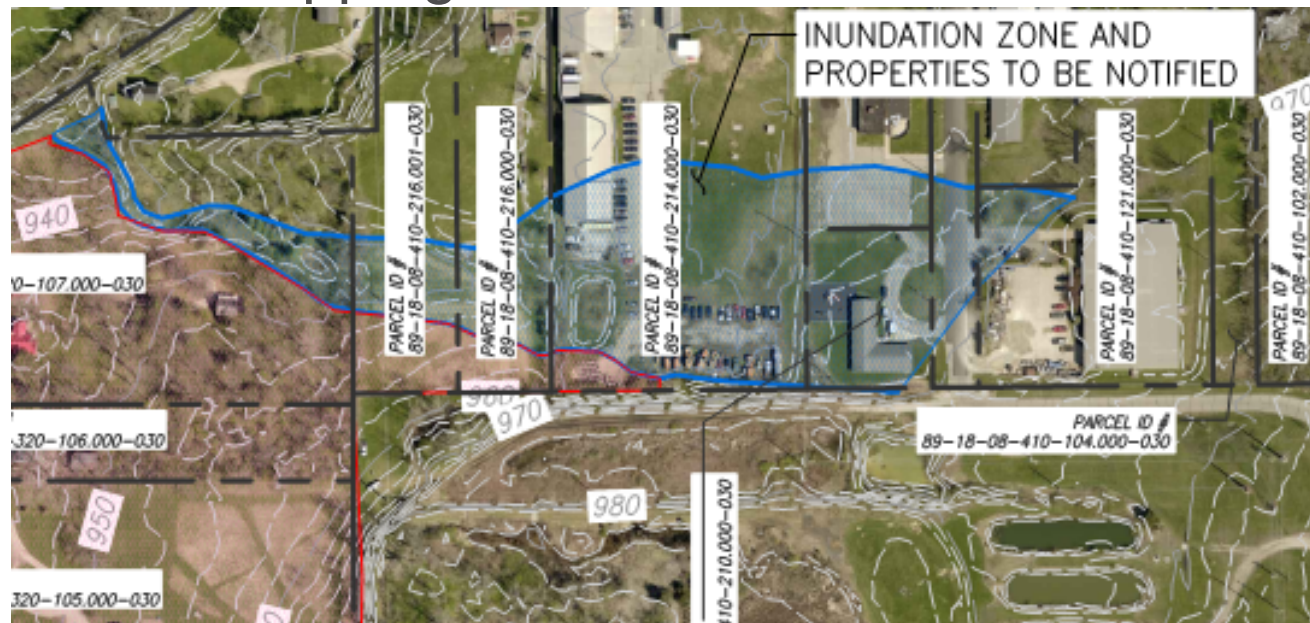 INUNDATION ZONE AND
PROPERTIES TO BE NOTIFIED
970
940
0-107.000-030
PARCEL ID #
89-18-08-410-216.001-030
PARCEL ID #
89-18-08-410-216.000-030
PARCEL ID #
89-18-08-410-214.000-030
PARCEL ID #
89-18-08-410-121.000-030
PARCEL ID #
89-18-08-410-102.000-030
970
PARCEL ID #
89-18-08-410-104.000-030
-320-106.000-030
980
950
10-210.000-030
320-105.000-030